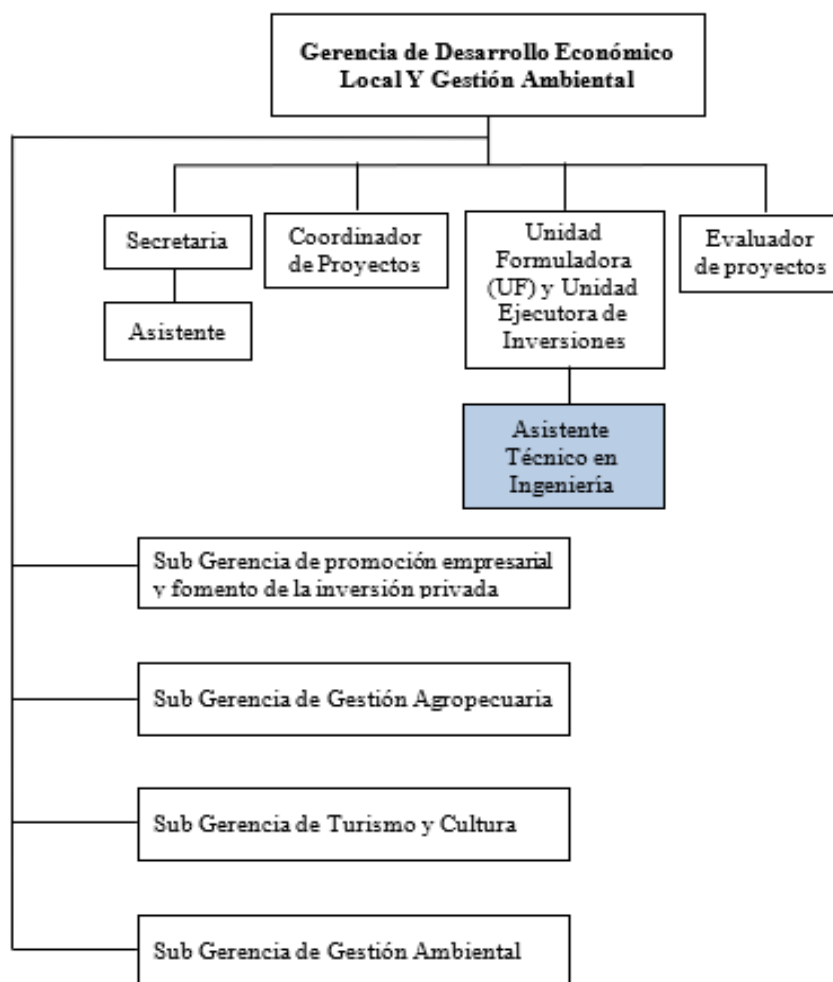 Gerencia de Desarrollo Económico
Local Y Gestión Ambiental
Secretaria
Coordinador
de Proyectos
Unidad
Formuladora
(UF) y Unidad
Ejecutora de
Inversiones
Evaluador
de proyectos
Asistente
Asistente
Técnico en
Ingeniería
Sub Gerencia de promoción empresarial
y fomento de la inversión privada
Sub Gerencia de Gestión Agropecuaria
Sub Gerencia de Turismo y Cultura
Sub Gerencia de Gestión Ambiental